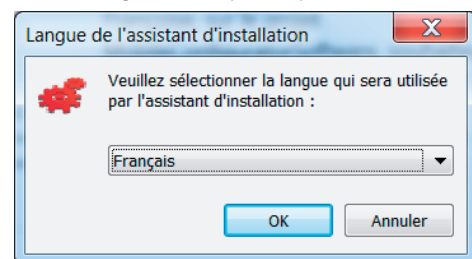 Langue de l'assistant d'installation
Veuillez sélectionner la langue qui sera utilisée
par l'assistant d'installation :
Français
OK
Annuler